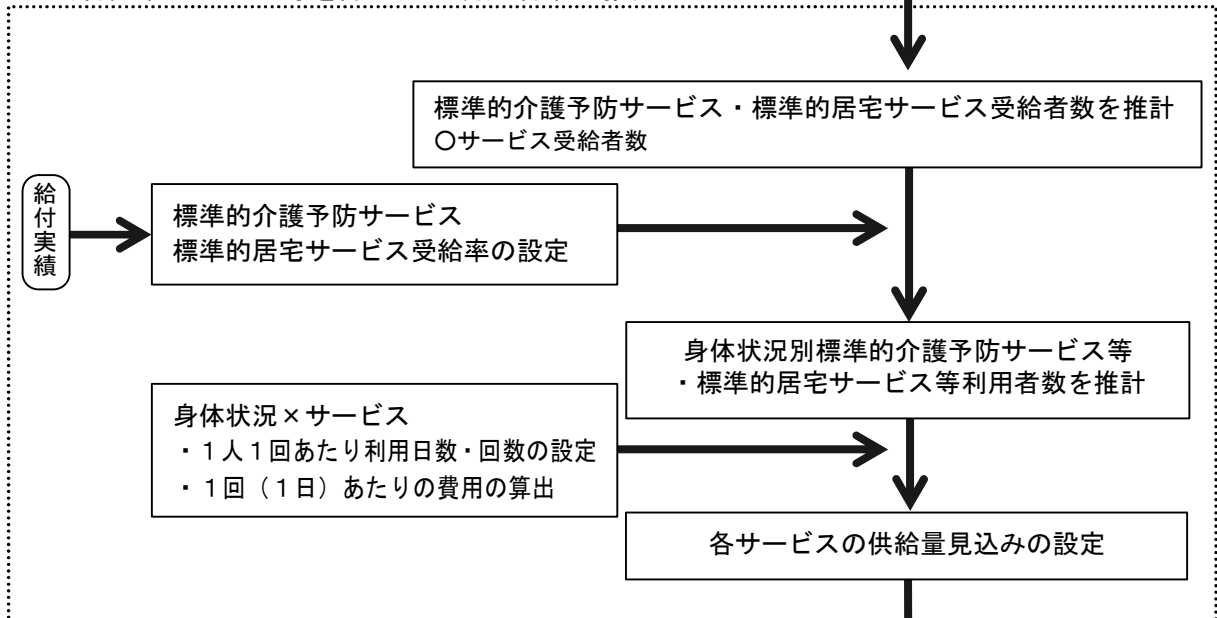 標準的介護予防サービス・標準的居宅サービス受給者数を推計
〇サービス受給者数
給付実績
標準的介護予防サービス
標準的居宅サービス受給率の設定
身体状況別標準的介護予防サービス等
・標準的居宅サービス等利用者数を推計
身体状況×サービス
・１人１回あたり利用日数・回数の設定
・１回（１日）あたりの費用の算出
各サービスの供給量見込みの設定